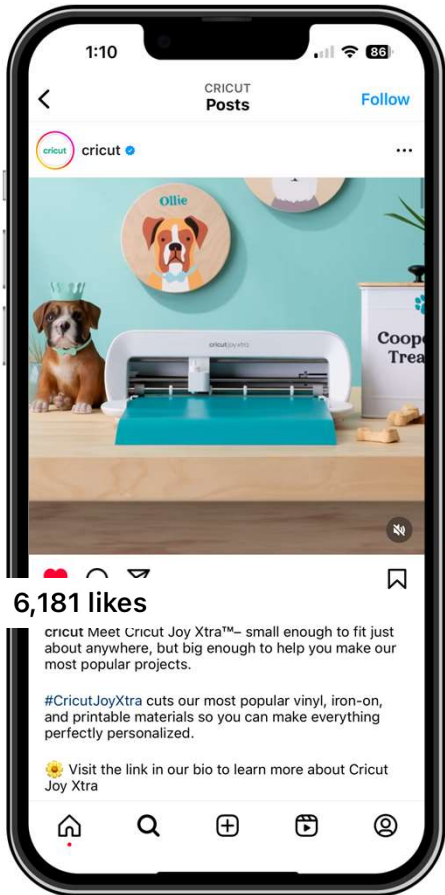 1:10
86
CRICUT
Posts
Follow
cricut
cricut
Ollie
cricut joy xtra
Coope
Trea
6,181 likes
cricut Meet Cricut Joy Xtra™– small enough to fit just
about anywhere, but big enough to help you make our
most popular projects.
#CricutJoyXtra cuts our most popular vinyl, iron-on,
and printable materials so you can make everything
perfectly personalized.
🌼 Visit the link in our bio to learn more about Cricut
Joy Xtra